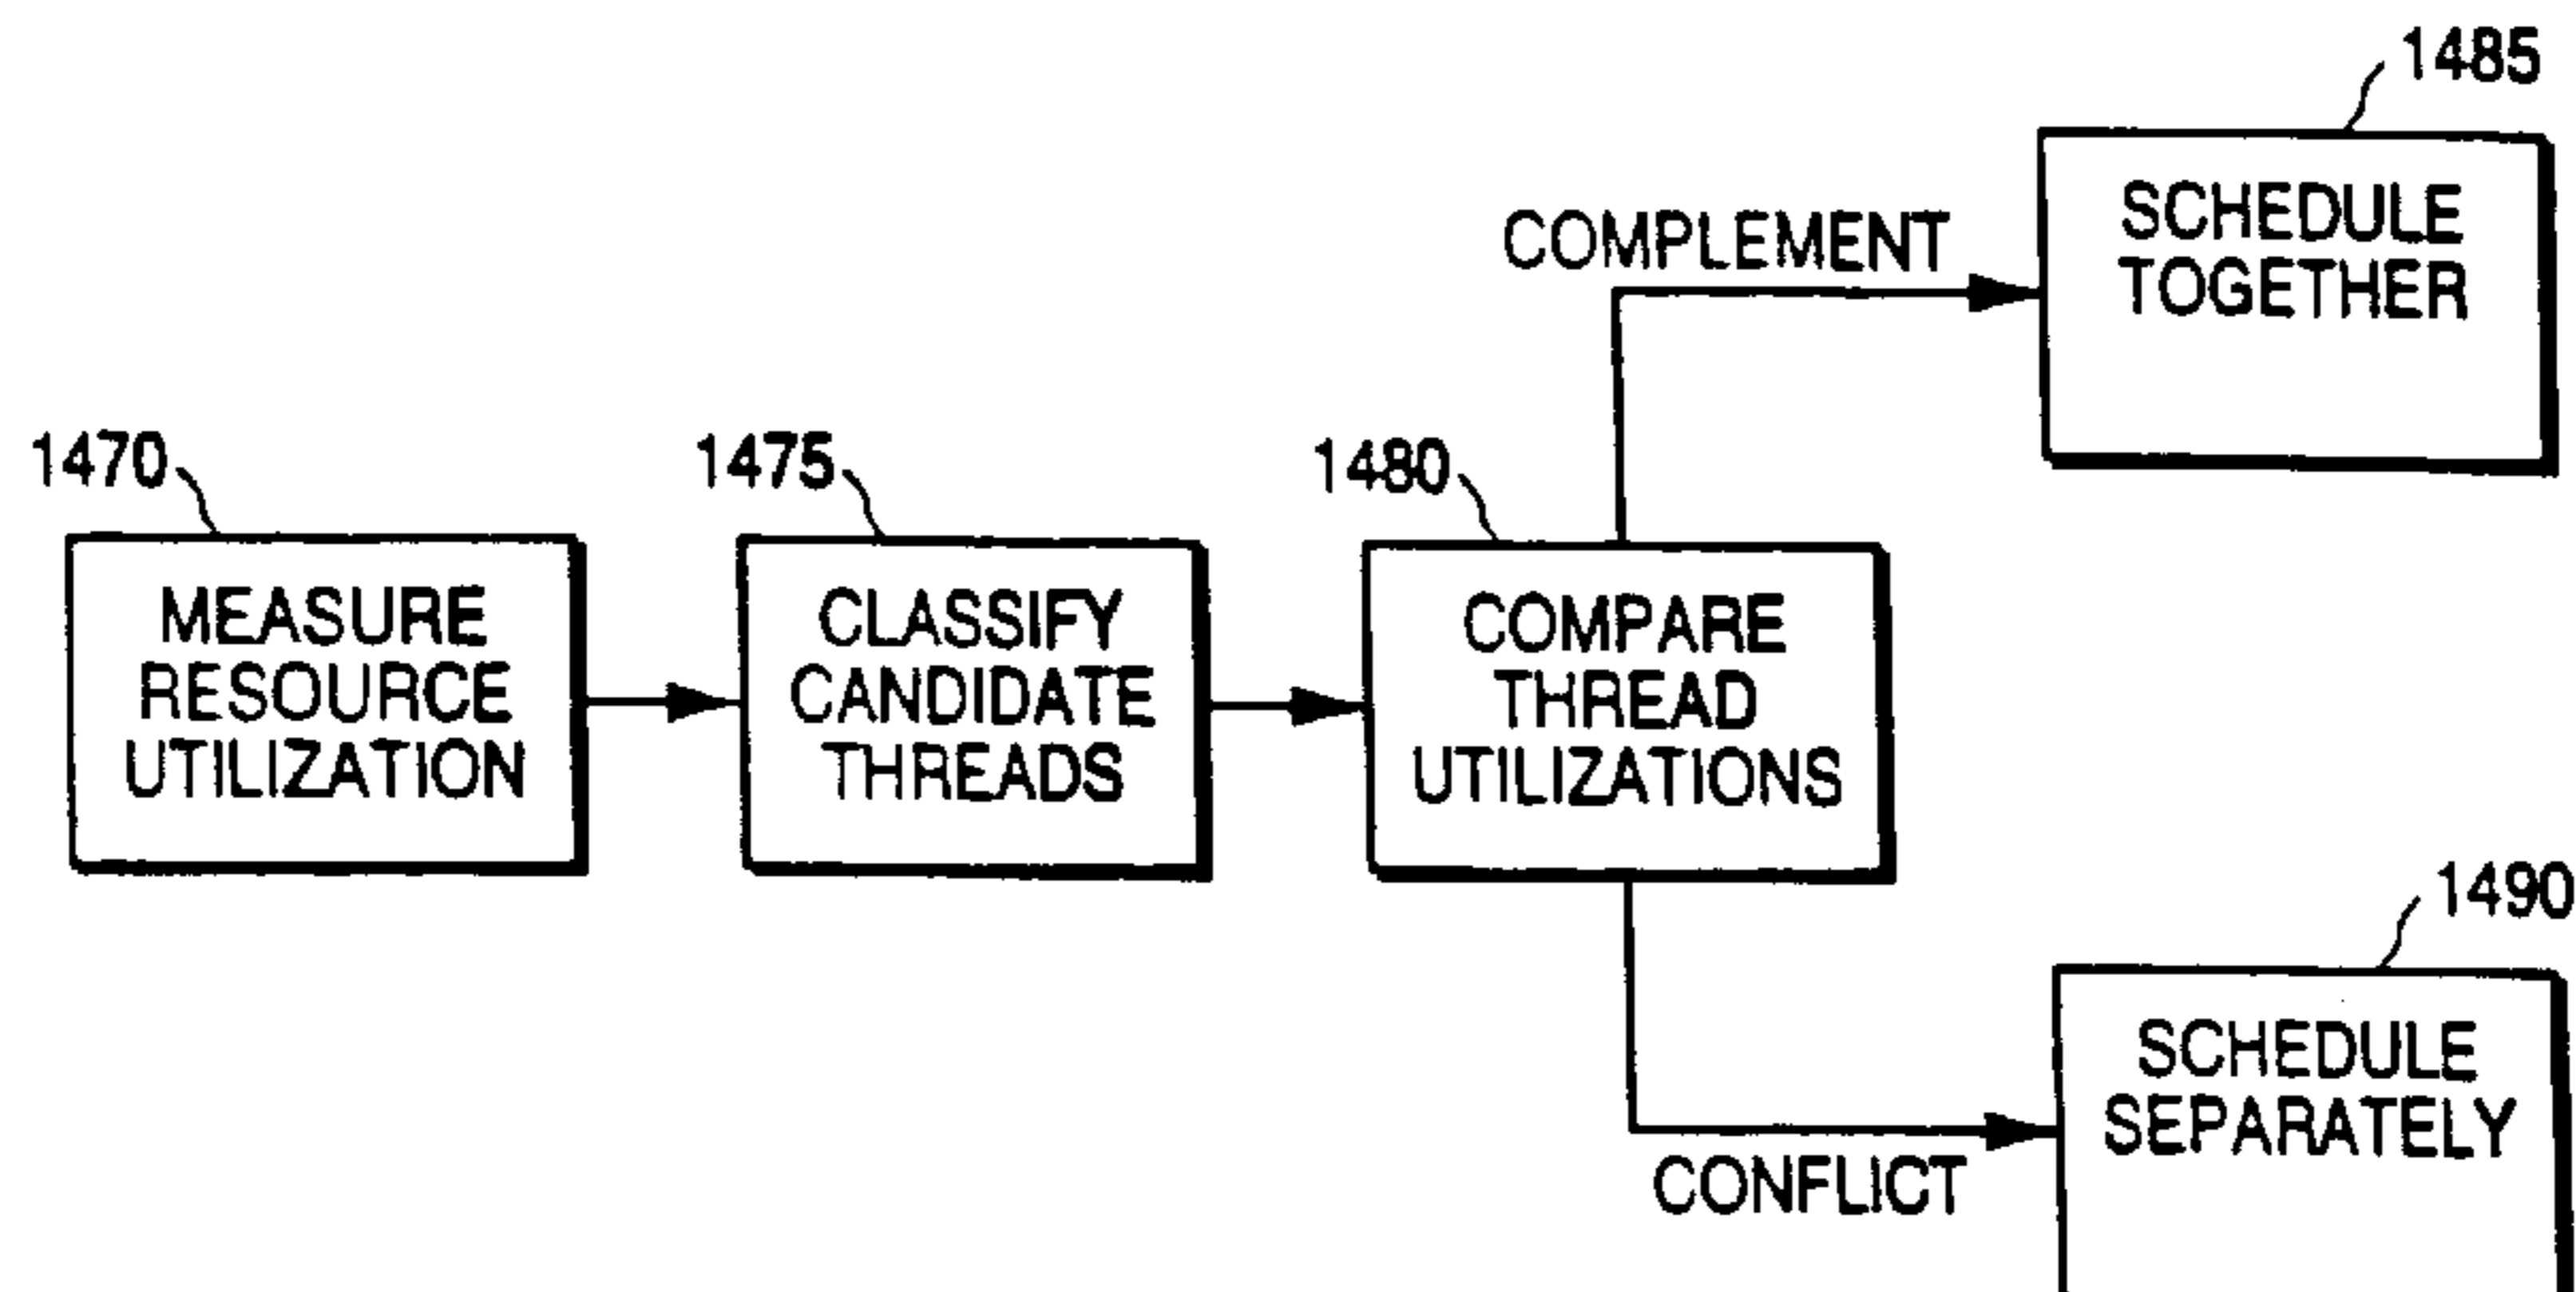 1485
SCHEDULE
TOGETHER
COMPLEMENT
1470
1475
1480
MEASURE
RESOURCE
UTILIZATION
CLASSIFY
CANDIDATE
THREADS
COMPARE
THREAD
UTILIZATIONS
1490
SCHEDULE
SEPARATELY
CONFLICT